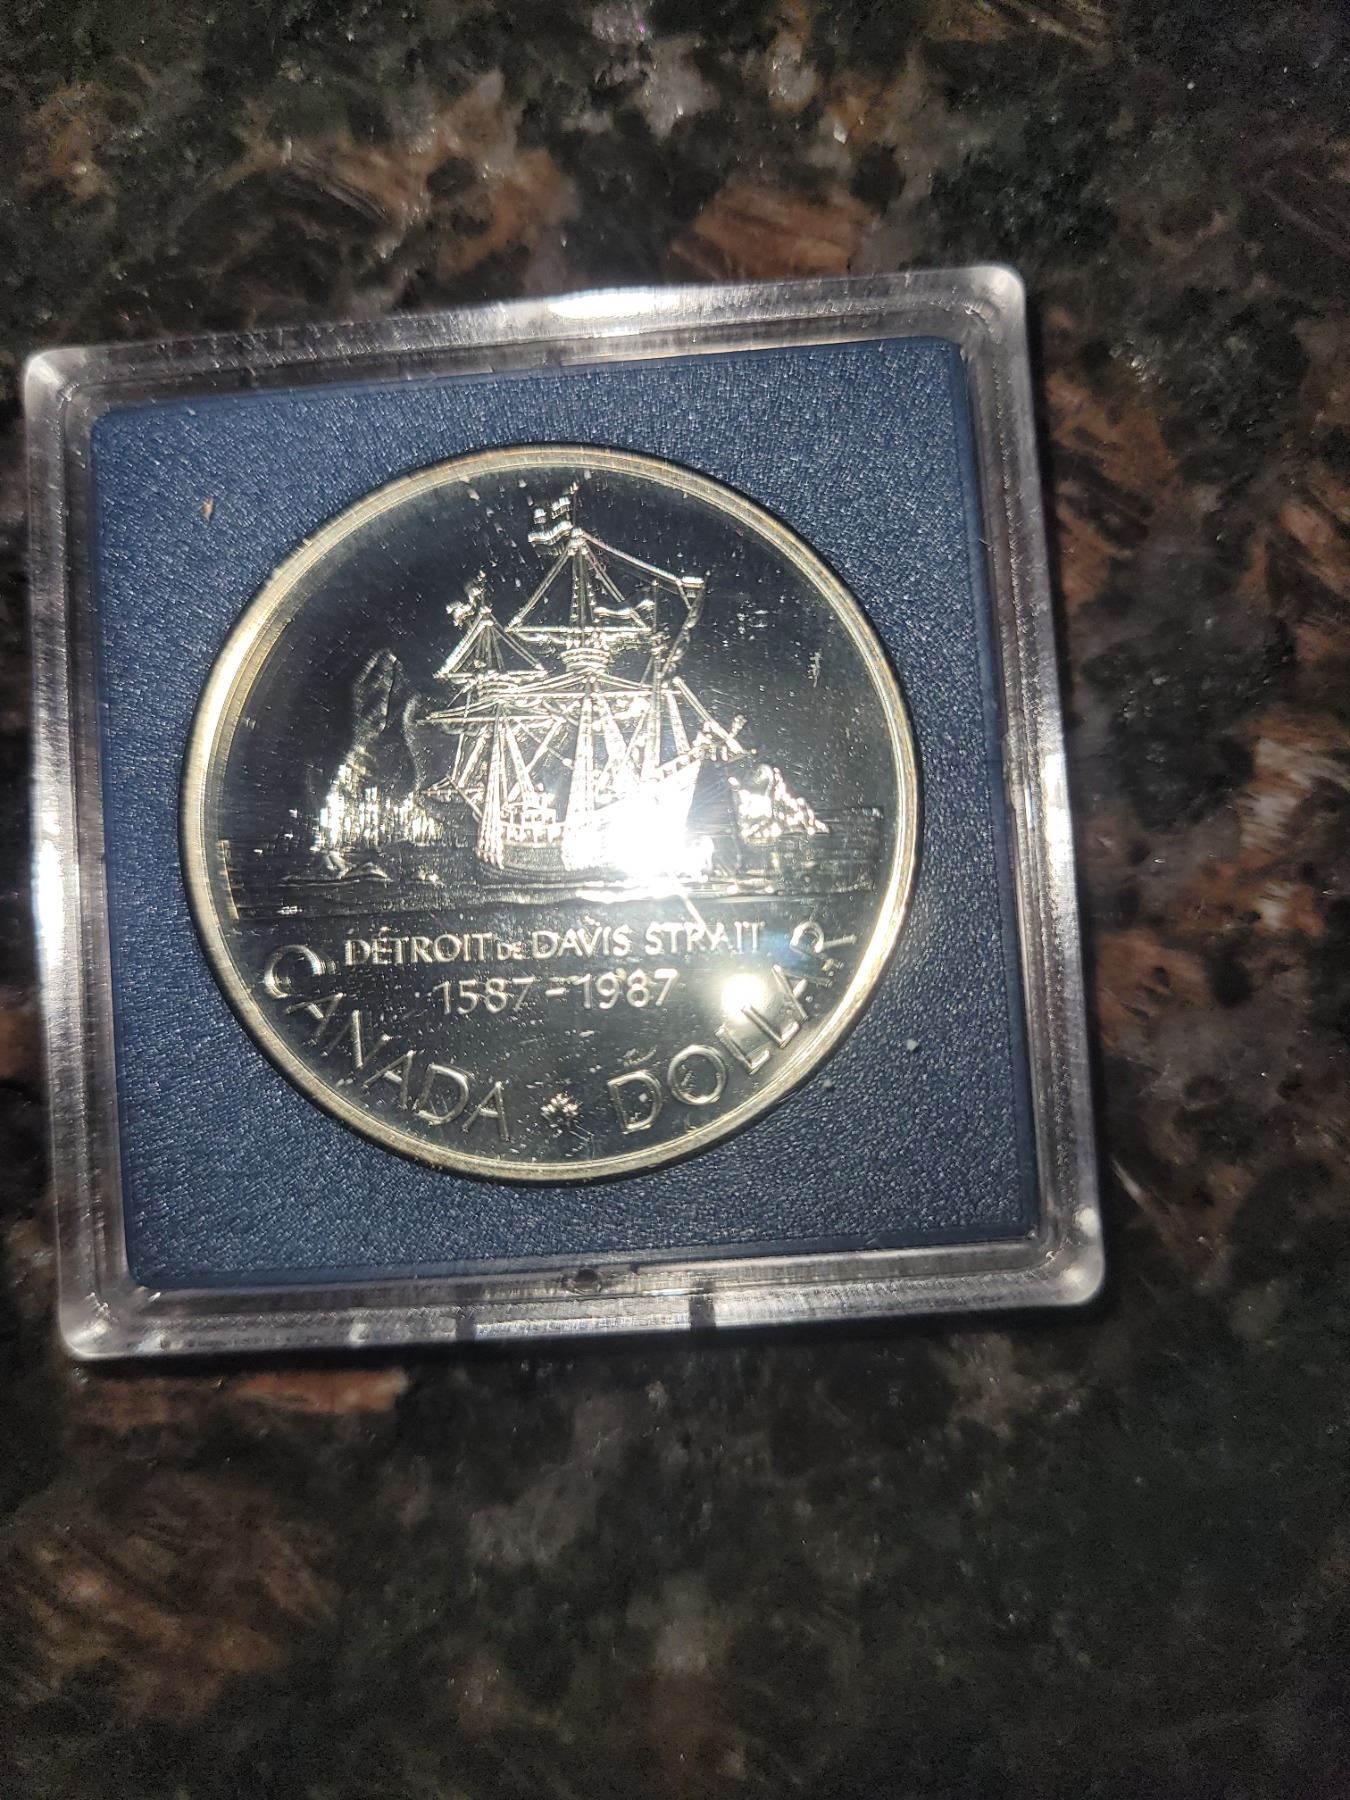 DÉTROIT DE DAVIS STRAIT
1587-1987
CANADA DOLLAR